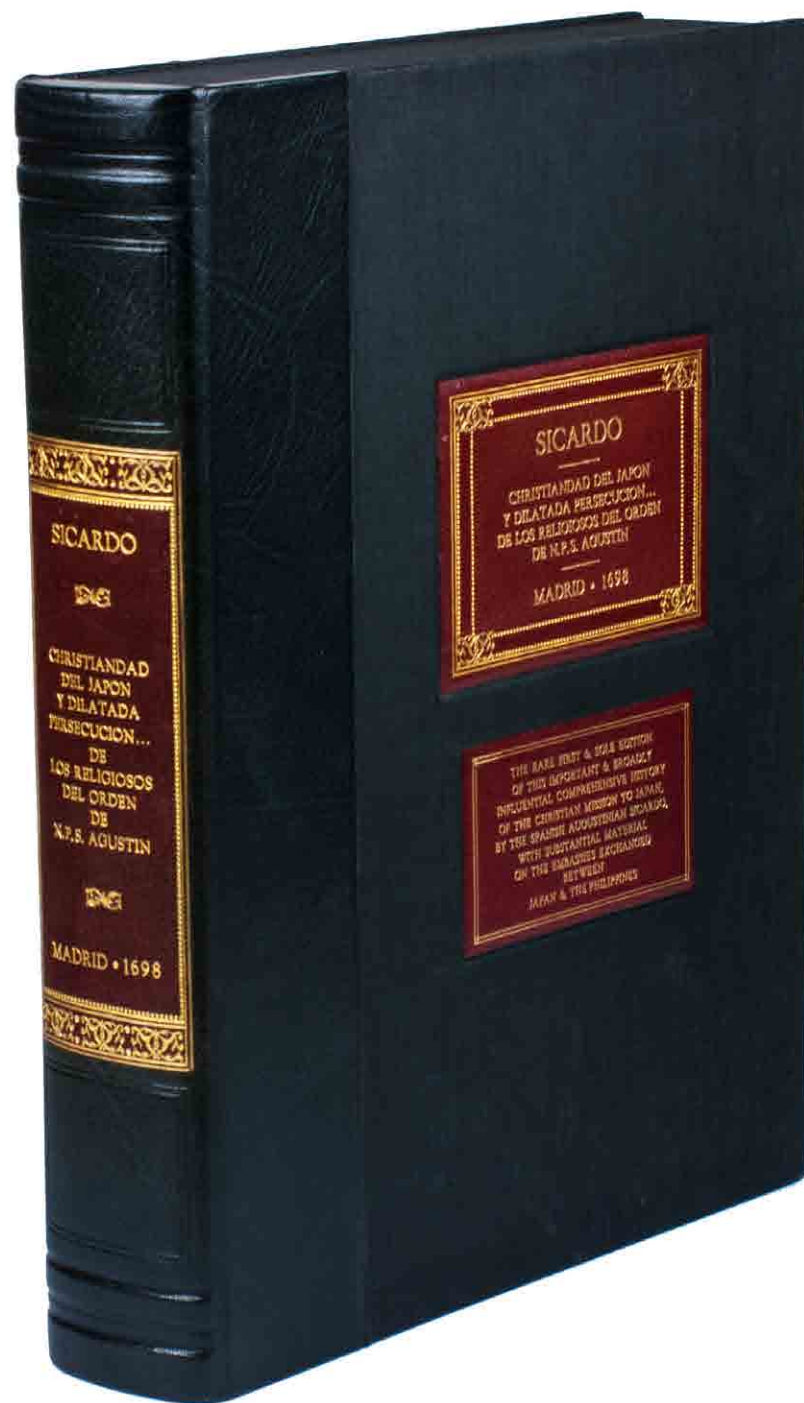 SICARDO
CHRISTIANDAD
DEL JAPON
Y DILATADA
PERSECUCION...
DE
LOS RELIGIOSOS
DEL ORDEN
DE
N.P.S. AGUSTIN
MADRID • 1698
SICARDO
CHRISTIANDAD DEL JAPON
Y DILATADA PERSECUCION...
DE LOS RELIGIOSOS DEL ORDEN
DE N.P.S. AGUSTIN
MADRID • 1698
THE RARE FIRST & SOLE EDITION
OF THIS IMPORTANT & BROADLY
INFLUENTIAL COMPREHENSIVE HISTORY
OF THE CHRISTIAN MISSION TO JAPAN,
BY THE SPANISH AUGUSTINIAN SICARDO,
WITH SUBSTANTIAL MATERIAL
ON THE EMBASSIES EXCHANGED
BETWEEN
JAPAN & THE PHILIPPINES